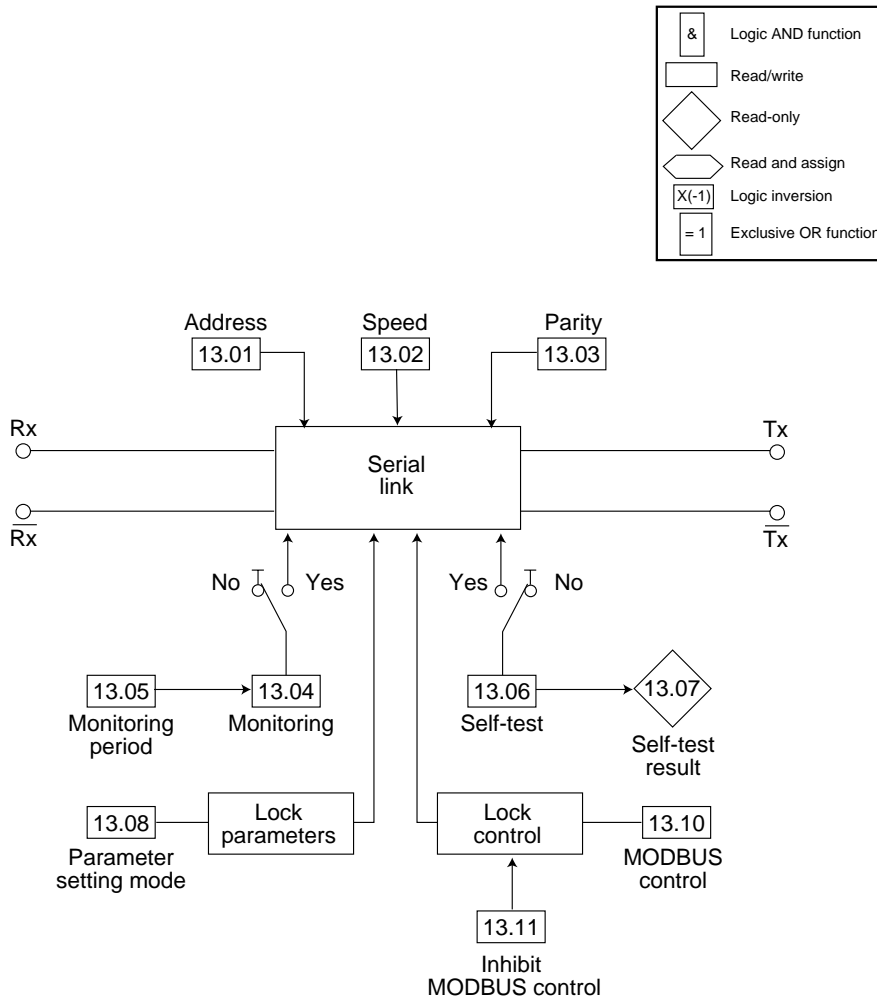 & Logic AND function
Read/write
Read-only
Read and assign
X(-1) Logic inversion
= 1 Exclusive OR function
Address Speed Parity
13.01 13.02 13.03
Rx Tx
Serial
link
Rx Tx
No Yes Yes No
13.05 13.04 13.06 13.07
Monitoring
period
Monitoring
Self-test
Self-test
result
13.08
Lock
parameters
Lock
control
13.10
Parameter
setting mode
MODBUS
control
13.11
Inhibit
MODBUS control